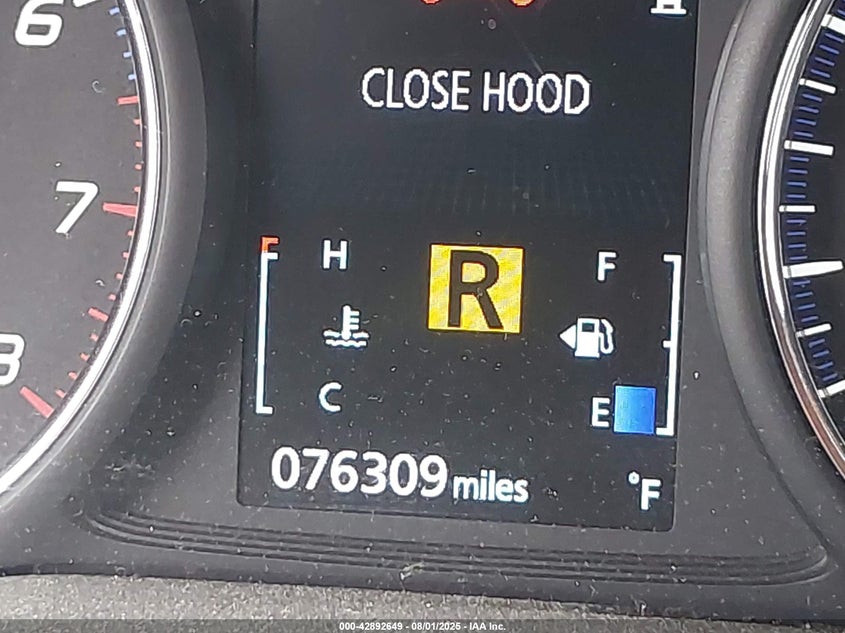 6
CLOSE HOOD
7
H
R
F
C
E
076309 miles
°F
000-42892649 - 08/01/2025 - IAA Inc.